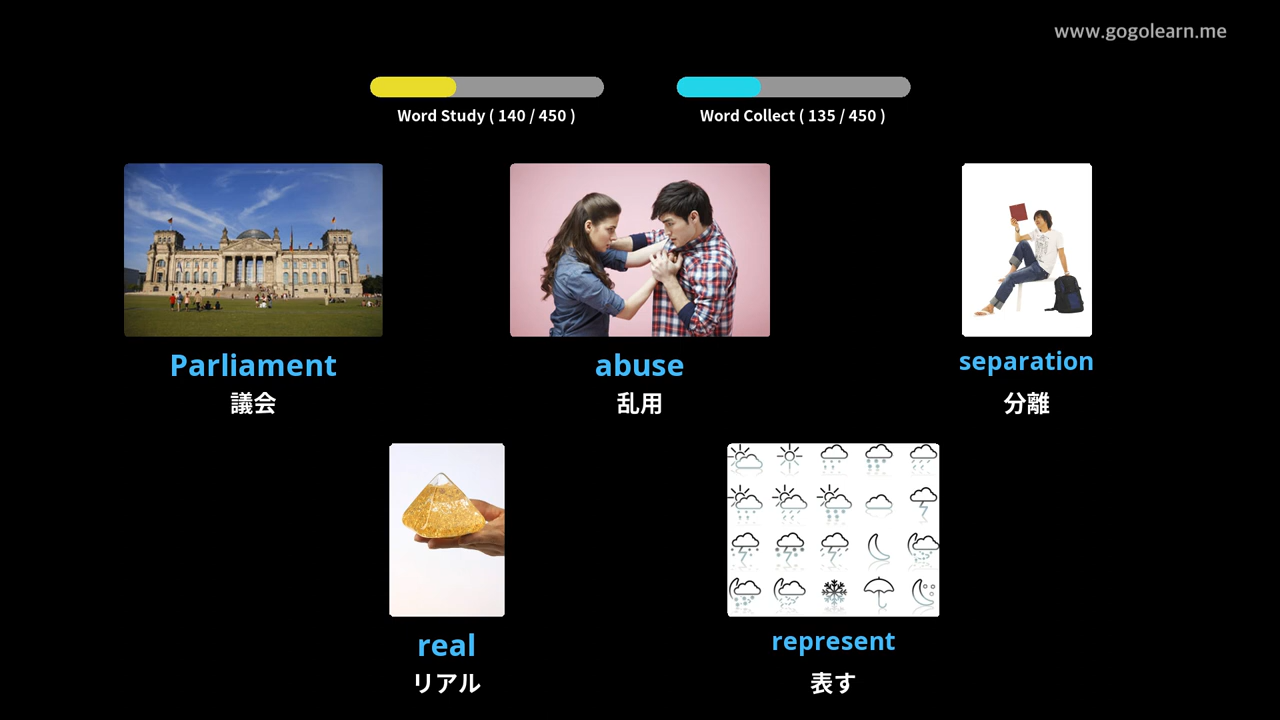 www.gogolearn.me
Word Study ( 140 / 450 )
Word Collect ( 135 / 450 )
Parliament
議会
abuse
乱用
separation
分離
real
リアル
represent
表す